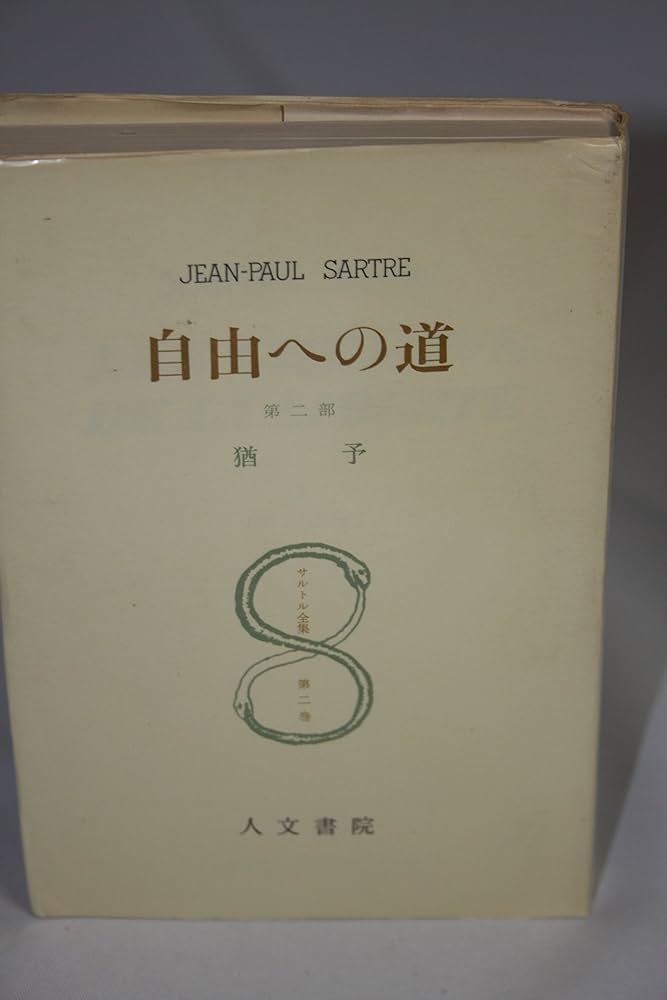 JEAN-PAUL SARTRE
自由への道
第二部
猶予
サルトル全集 第二巻
人文書院